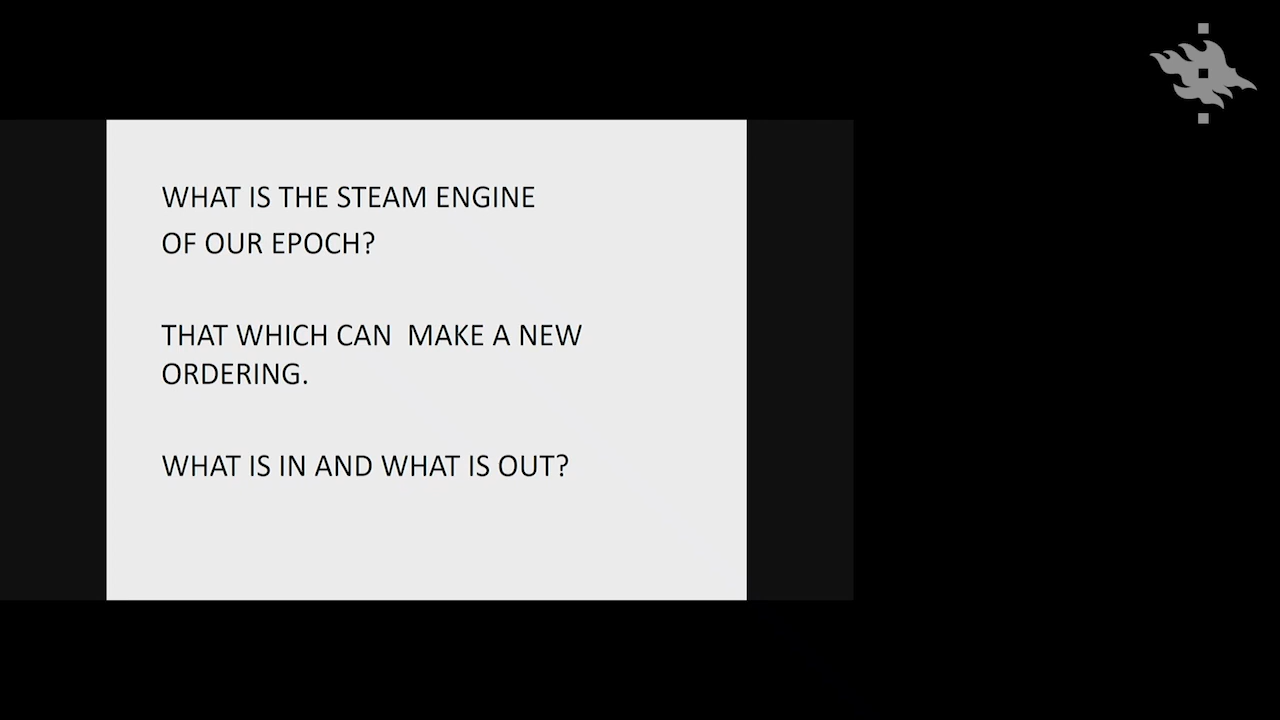 WHAT IS THE STEAM ENGINE
OF OUR EPOCH?
THAT WHICH CAN  MAKE A NEW
ORDERING.
WHAT IS IN AND WHAT IS OUT?